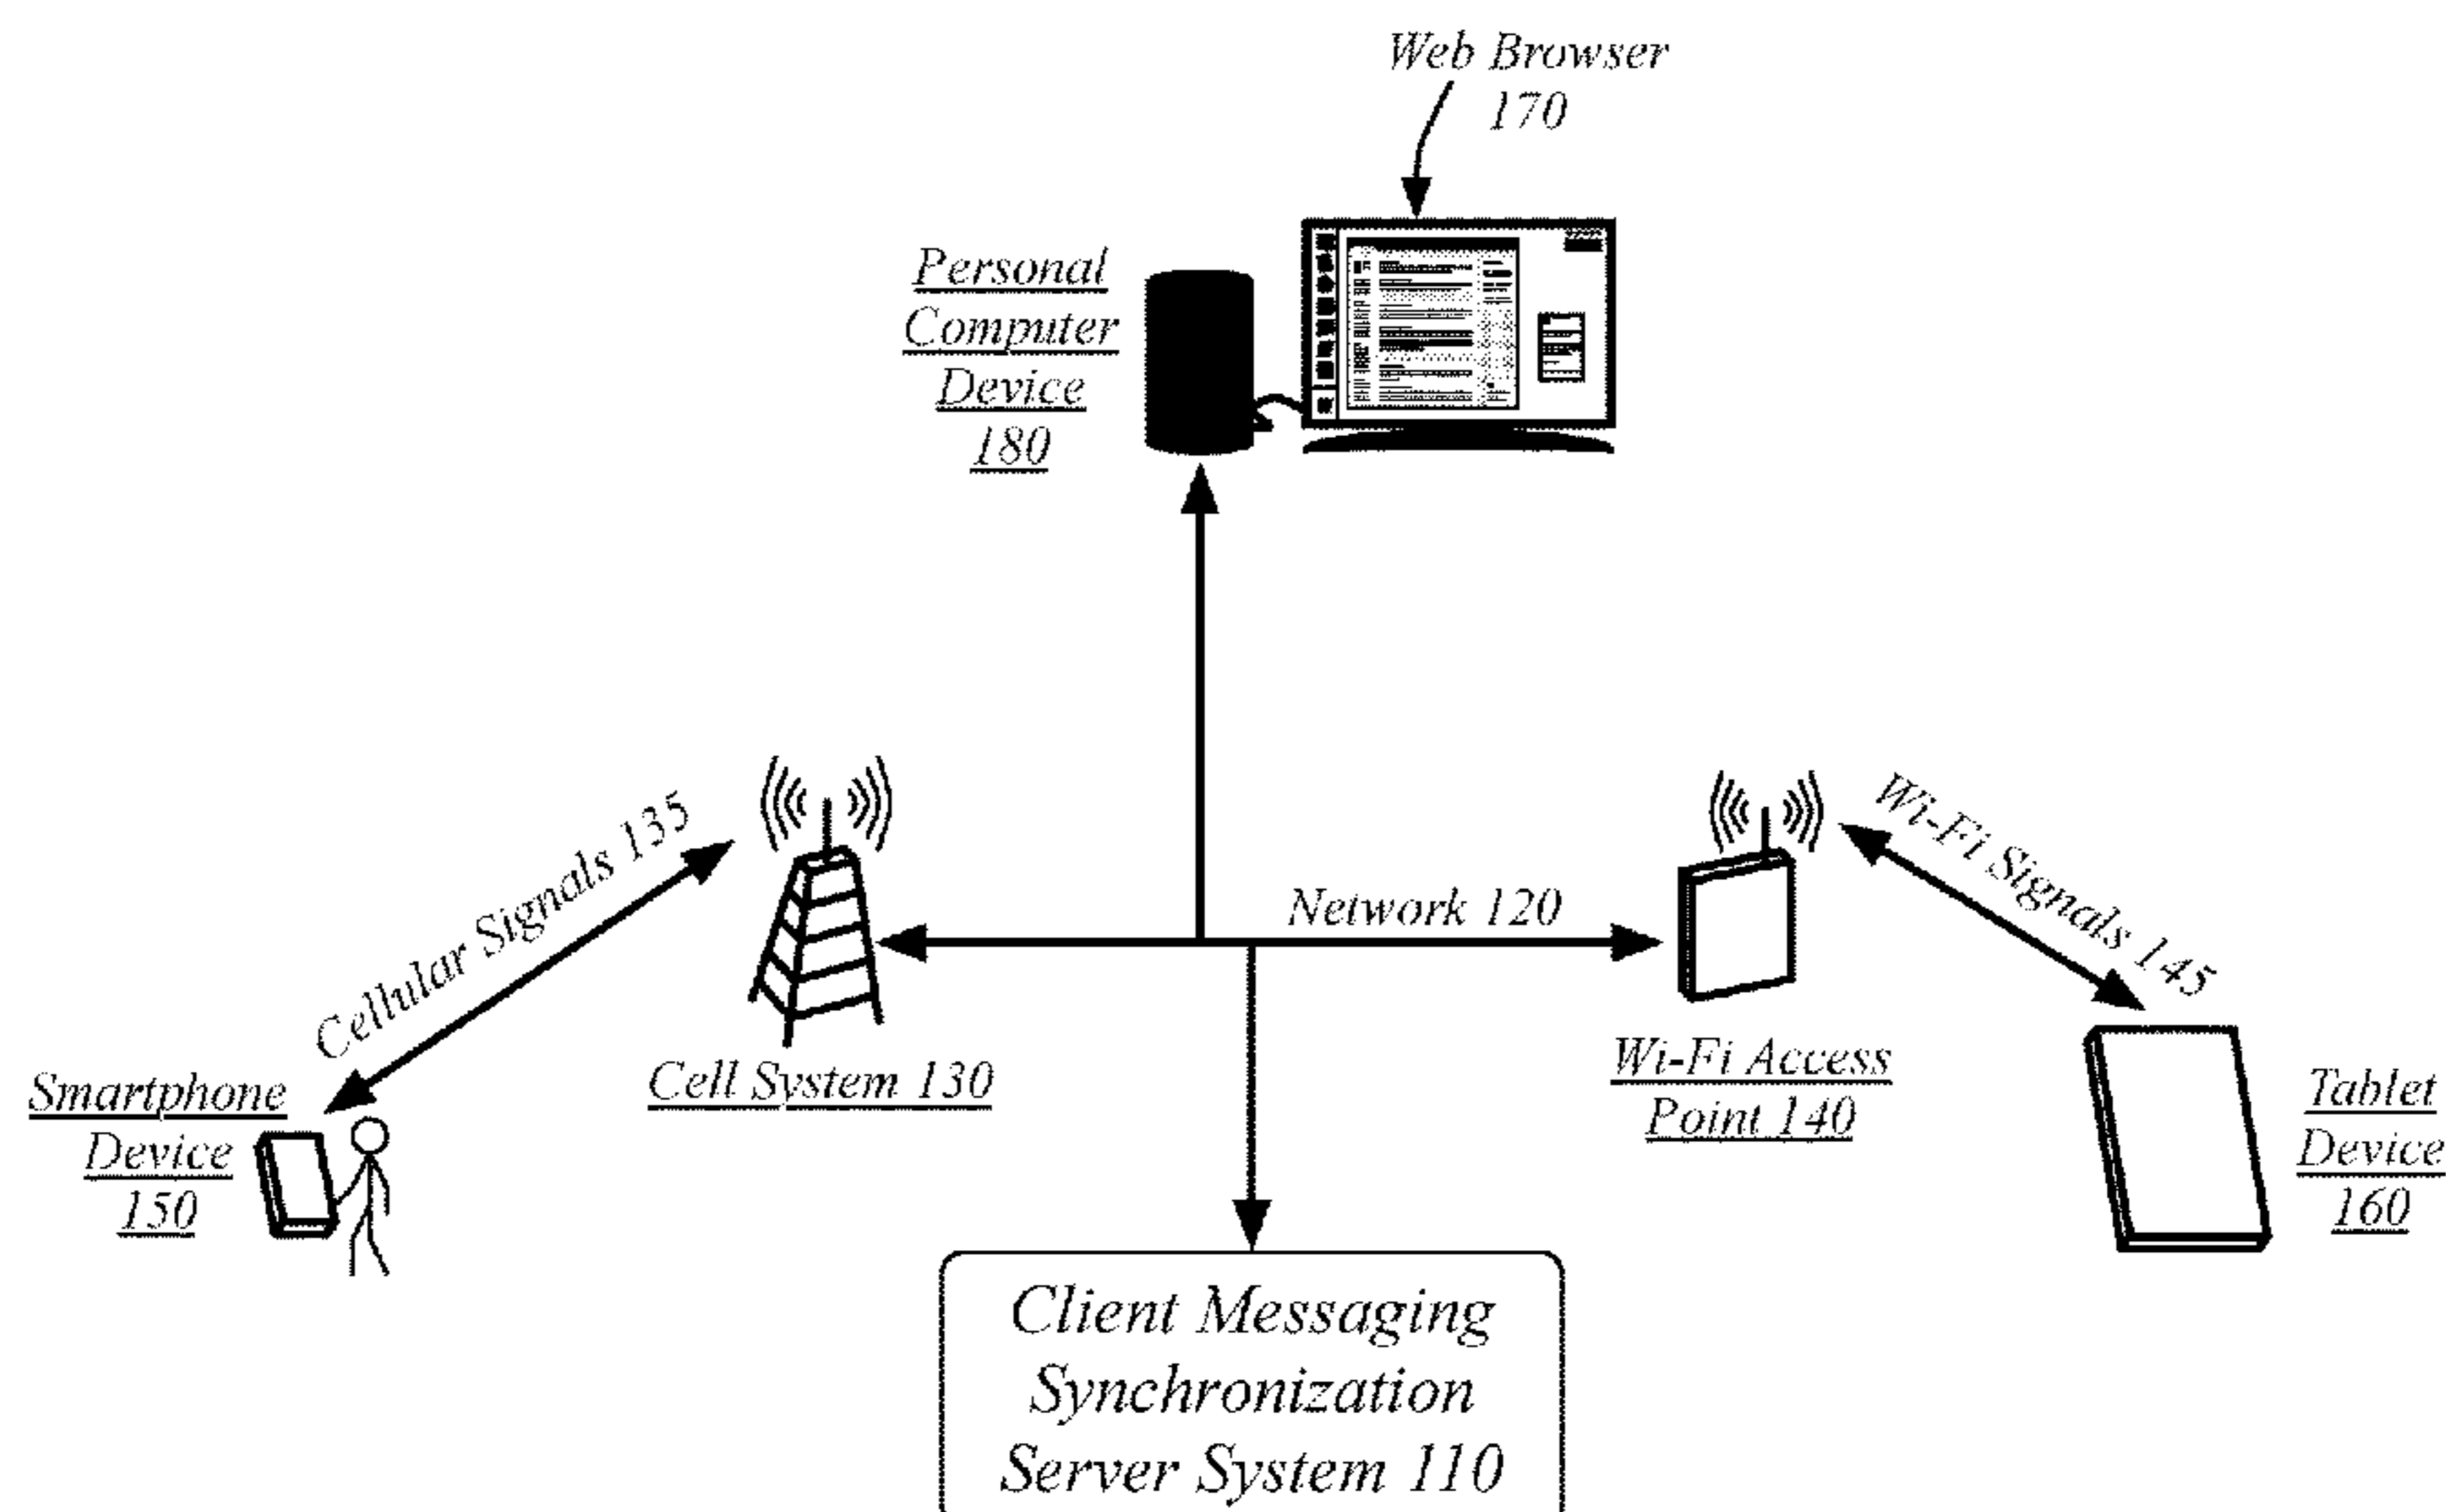 Web Browser
170
Personal
Computer
Device
180
Cellular Signals 135
Network 120
Wi-Fi Signals 145
Cell System 130
Wi-Fi Access
Point 140
Smartphone
Device
150
Tablet
Device
160
Client Messaging
Synchronization
Server System 110